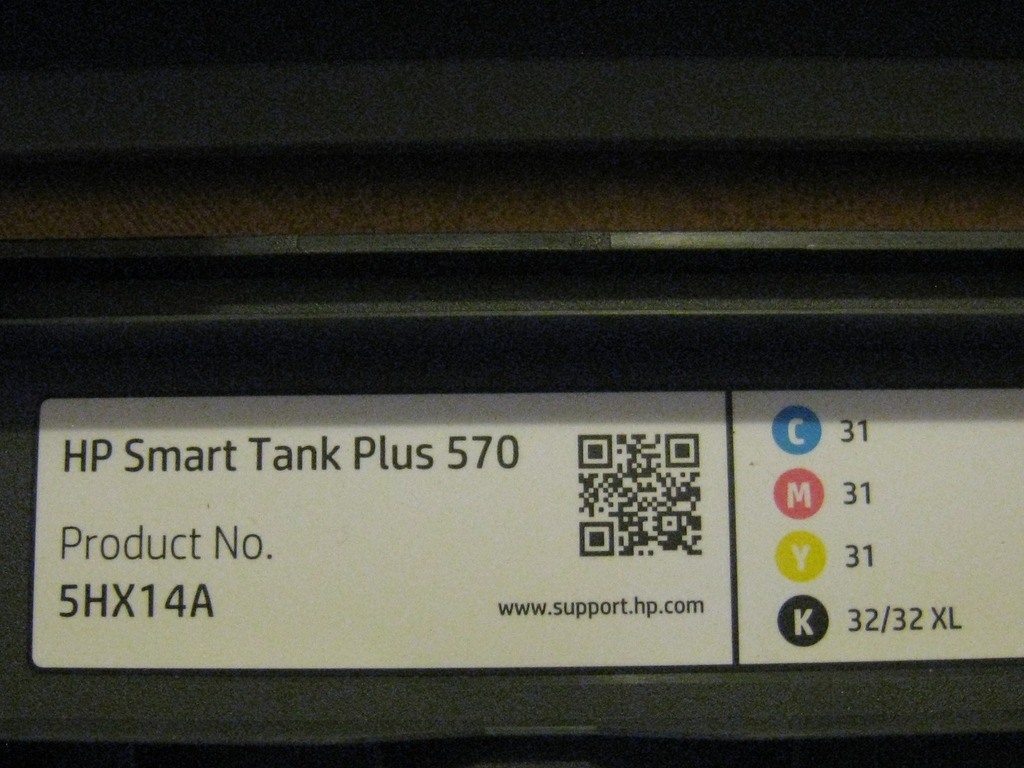 HP Smart Tank Plus 570
Product No.
5HX14A
www.support.hp.com
C 31
M 31
Y 31
K 32/32 XL